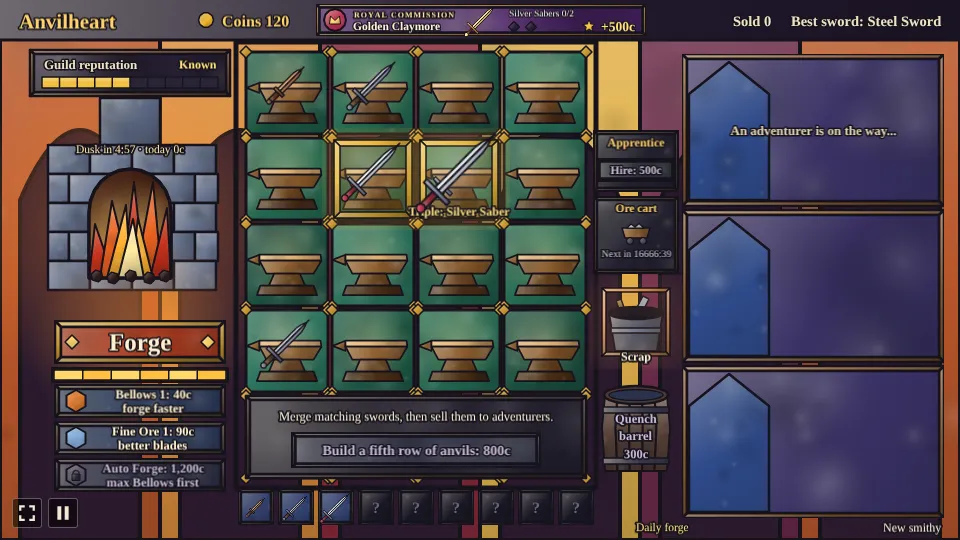 Anvilheart
Coins 120
ROYAL COMMISSION
Golden Claymore
Silver Sabers 0/2
+500c
Sold 0
Best sword: Steel Sword
Guild reputation
Known
Dusk in 4:57 · today 0c
Forge
Bellows 1: 40c
forge faster
Fine Ore 1: 90c
better blades
Auto Forge: 1,200c
max Bellows first
Triple: Silver Saber
Merge matching swords, then sell them to adventurers.
Build a fifth row of anvils: 800c
? ? ? ? ? ?
Apprentice
Hire: 500c
Ore cart
Next in 16666:39
Scrap
Quench
barrel
300c
An adventurer is on the way...
Daily forge
New smithy